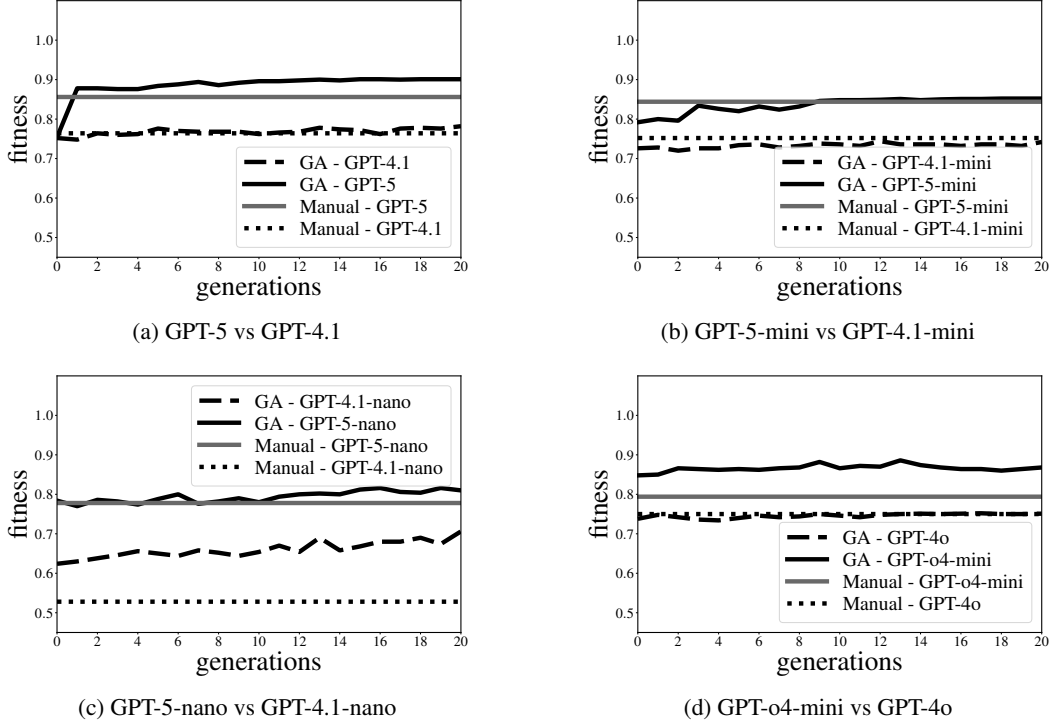 1.0
0.9
0.8
0.7
0.6
0.5
fitness
GA - GPT-4.1
GA - GPT-5
Manual - GPT-5
Manual - GPT-4.1
0 2 4 6 8 10 12 14 16 18 20
generations
(a) GPT-5 vs GPT-4.1
1.0
0.9
0.8
0.7
0.6
0.5
fitness
GA - GPT-4.1-mini
GA - GPT-5-mini
Manual - GPT-5-mini
Manual - GPT-4.1-mini
0 2 4 6 8 10 12 14 16 18 20
generations
(b) GPT-5-mini vs GPT-4.1-mini
1.0
0.9
0.8
0.7
0.6
0.5
fitness
GA - GPT-4.1-nano
GA - GPT-5-nano
Manual - GPT-5-nano
Manual - GPT-4.1-nano
0 2 4 6 8 10 12 14 16 18 20
generations
(c) GPT-5-nano vs GPT-4.1-nano
1.0
0.9
0.8
0.7
0.6
0.5
fitness
GA - GPT-4o
GA - GPT-o4-mini
Manual - GPT-o4-mini
Manual - GPT-4o
0 2 4 6 8 10 12 14 16 18 20
generations
(d) GPT-o4-mini vs GPT-4o